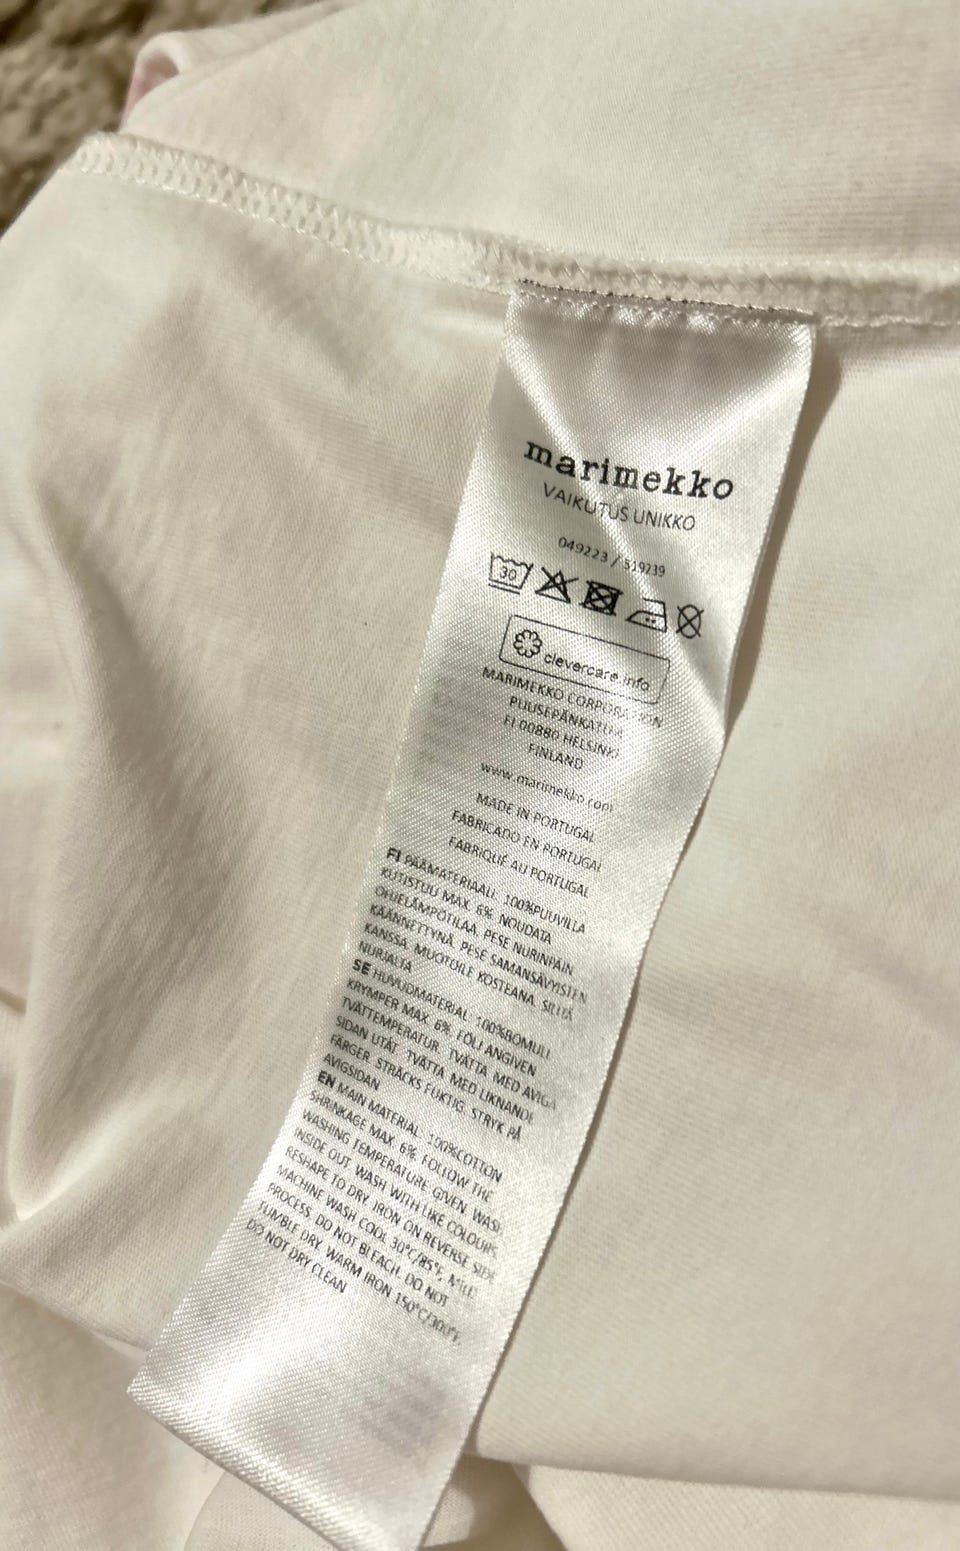 marimekko
VAIKUTUS UNIKKO
049223 / 519239
30
clevercare.info
MARIMEKKO CORPORATION
PUUSEPÄNKATU 4
FI 00880 HELSINKI
FINLAND
www.marimekko.com
MADE IN PORTUGAL
FABRICADO EN PORTUGAL
FABRIQUÉ AU PORTUGAL
FI PÄÄMATERIAALI: 100%PUUVILLA
KUTISTUU MAX. 6%. NOUDATA
OHJELÄMPÖTILAA. PESE NURINPÄIN
KÄÄNNETTYNÄ. PESE SAMANSÄVYISTEN
KANSSA. MUOTOILE KOSTEANA. SILITÄ
NURJALTA
SE HUVUDMATERIAL: 100%BOMULL
KRYMPER MAX. 6%. FÖLJ ANGIVEN
TVÄTTEMPERATUR. TVÄTTA MED AVIGA
SIDAN UTÅT. TVÄTTA MED LIKNANDE
FÄRGER. STRÄCKS FUKTIG. STRYK PÅ
AVIGSIDAN
EN MAIN MATERIAL: 100%COTTON
SHRINKAGE MAX. 6%. FOLLOW THE
WASHING TEMPERATURE GIVEN. WASH
INSIDE OUT. WASH WITH LIKE COLOURS.
RESHAPE TO DRY. IRON ON REVERSE SIDE
MACHINE WASH COOL 30°C/85°F, MILD
PROCESS. DO NOT BLEACH. DO NOT
TUMBLE DRY. WARM IRON 150°C/300°F.
DO NOT DRY CLEAN